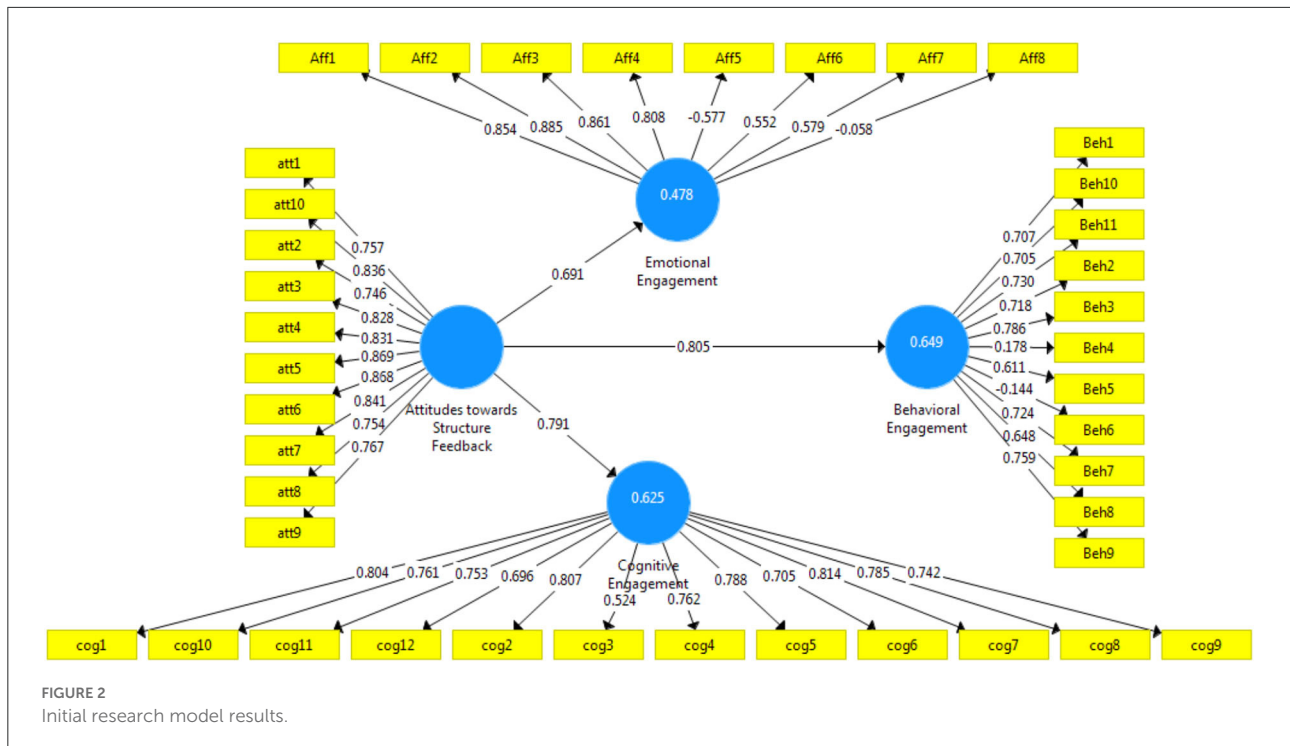 Aff1 Aff2 Aff3 Aff4 Aff5 Aff6 Aff7 Aff8
0.854 0.885 0.861 0.808 -0.577 0.552 0.579 -0.058
0.478
Emotional
Engagement
att1
att10
att2
att3
att4
att5
att6
att7
att8
att9
0.757
0.836
0.746
0.828
0.831
0.869
0.868
0.841
0.754
0.767
Attitudes towards
Structure
Feedback
0.691
0.805
0.791
0.649
Behavioral
Engagement
0.707
0.705
0.730
0.718
0.786
0.178
0.611
-0.144
0.724
0.648
0.759
Beh1
Beh10
Beh11
Beh2
Beh3
Beh4
Beh5
Beh6
Beh7
Beh8
Beh9
0.625
Cognitive
Engagement
0.804 0.761 0.753 0.696 0.807 0.524 0.762 0.788 0.705 0.814 0.785 0.742
cog1 cog10 cog11 cog12 cog2 cog3 cog4 cog5 cog6 cog7 cog8 cog9
FIGURE 2
Initial research model results.